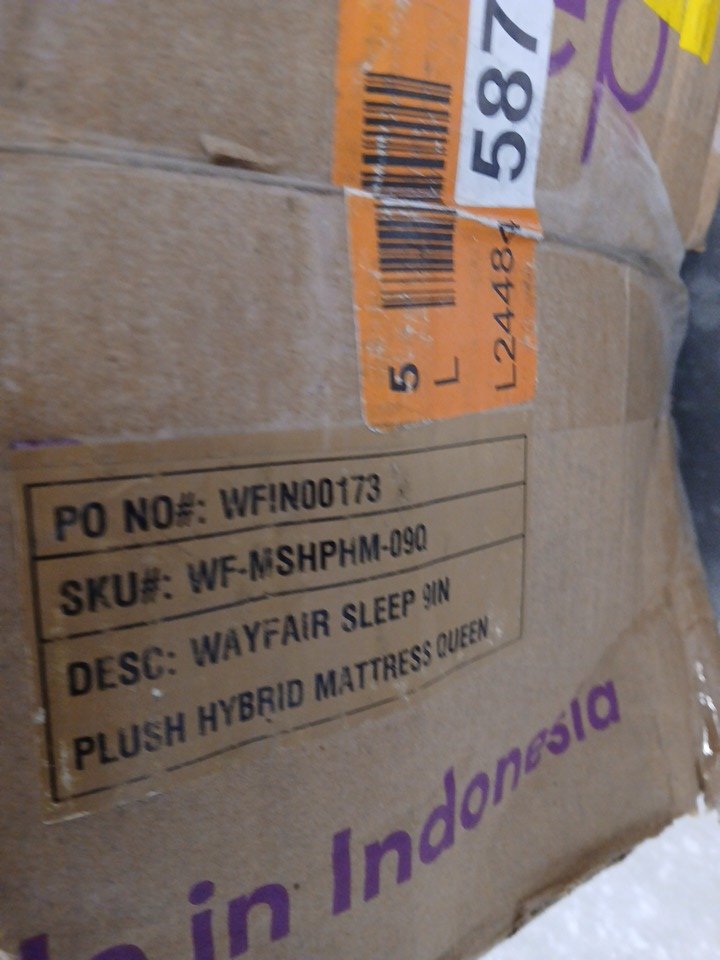 587
5
L
L24484
PO NO#: WFIN00173
SKU#: WF-MSHPHM-09Q
DESC: WAYFAIR SLEEP 9IN
PLUSH HYBRID MATTRESS QUEEN
in Indonesia